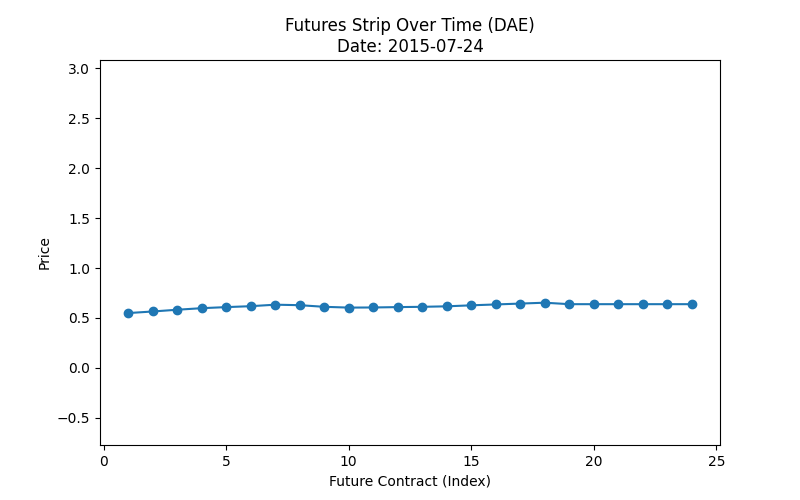 Futures Strip Over Time (DAE)
Date: 2015-07-24
3.0
2.5
2.0
1.5
1.0
0.5
0.0
−0.5
Price
0 5 10 15 20 25
Future Contract (Index)